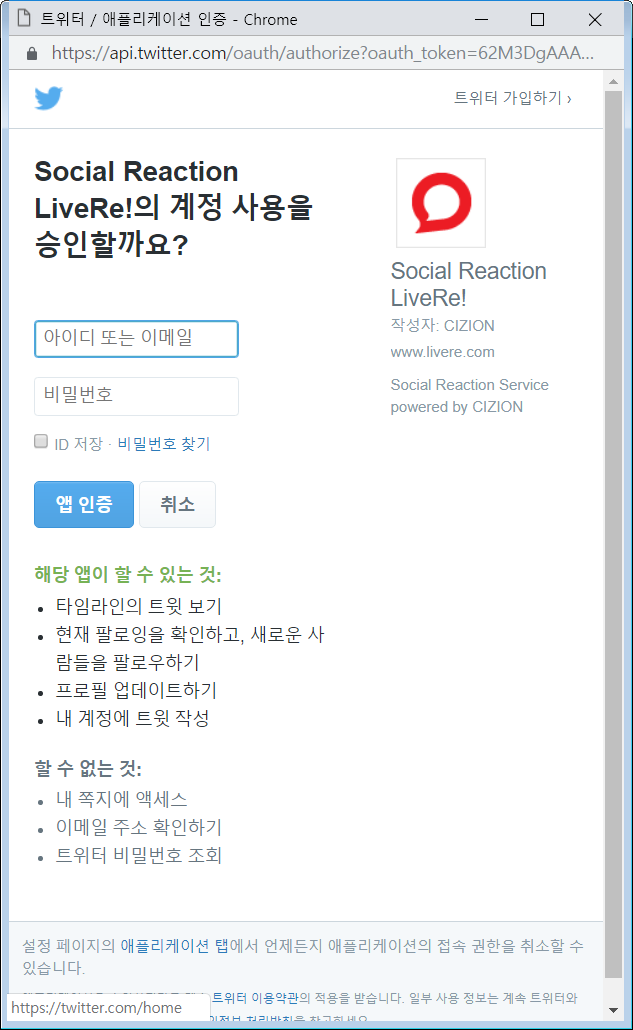 트위터 / 애플리케이션 인증 - Chrome
https://api.twitter.com/oauth/authorize?oauth_token=62M3DgAAA...
트위터 가입하기 ›
Social Reaction
LiveRe!의 계정 사용을
승인할까요?
아이디 또는 이메일
비밀번호
ID 저장 · 비밀번호 찾기
앱 인증 취소
해당 앱이 할 수 있는 것:
• 타임라인의 트윗 보기
• 현재 팔로잉을 확인하고, 새로운 사
람들을 팔로우하기
• 프로필 업데이트하기
• 내 계정에 트윗 작성
할 수 없는 것:
• 내 쪽지에 액세스
• 이메일 주소 확인하기
• 트위터 비밀번호 조회
Social Reaction
LiveRe!
작성자: CIZION
www.livere.com
Social Reaction Service
powered by CIZION
설정 페이지의 애플리케이션 탭에서 언제든지 애플리케이션의 접속 권한을 취소할 수
있습니다.
트위터 이용약관의 적용을 받습니다. 일부 사용 정보는 계속 트위터와
https://twitter.com/home